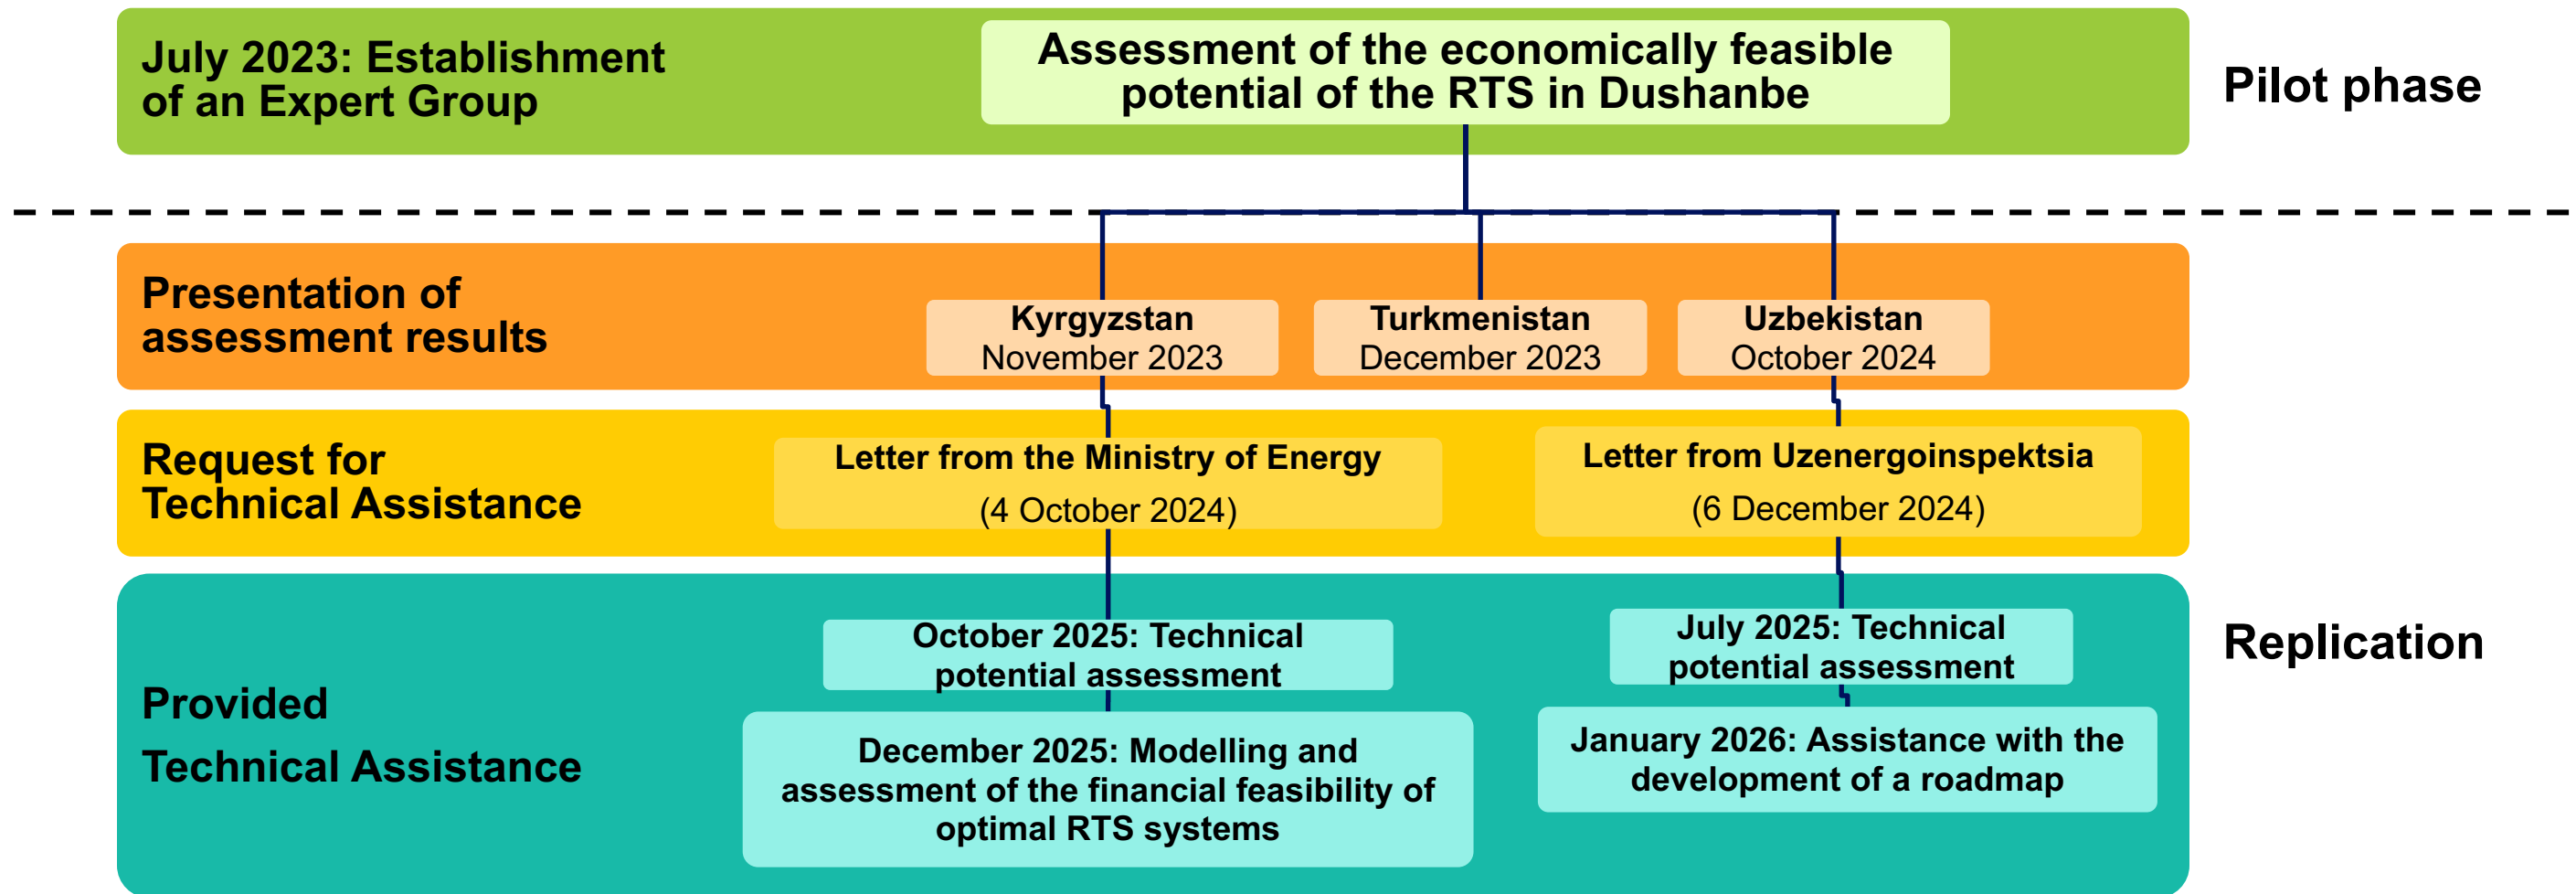 July 2023: Establishment
of an Expert Group
Assessment of the economically feasible
potential of the RTS in Dushanbe
Pilot phase
Presentation of
assessment results
Kyrgyzstan
November 2023
Turkmenistan
December 2023
Uzbekistan
October 2024
Request for
Technical Assistance
Letter from the Ministry of Energy
(4 October 2024)
Letter from Uzenergoinspektsia
(6 December 2024)
Provided
Technical Assistance
October 2025: Technical
potential assessment
December 2025: Modelling and
assessment of the financial feasibility of
optimal RTS systems
July 2025: Technical
potential assessment
January 2026: Assistance with the
development of a roadmap
Replication